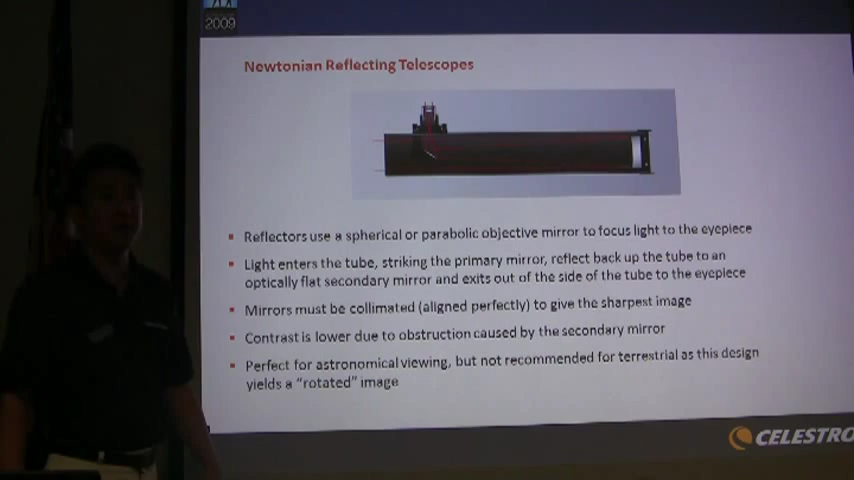 2009
Newtonian Reflecting Telescopes
Reflectors use a spherical or parabolic objective mirror to focus light to the eyepiece
Light enters the tube, striking the primary mirror, reflect back up the tube to an
optically flat secondary mirror and exits out of the side of the tube to the eyepiece
Mirrors must be collimated (aligned perfectly) to give the sharpest image
Contrast is lower due to obstruction caused by the secondary mirror
Perfect for astronomical viewing, but not recommended for terrestrial as this design
yields a “rotated” image
CELESTRO